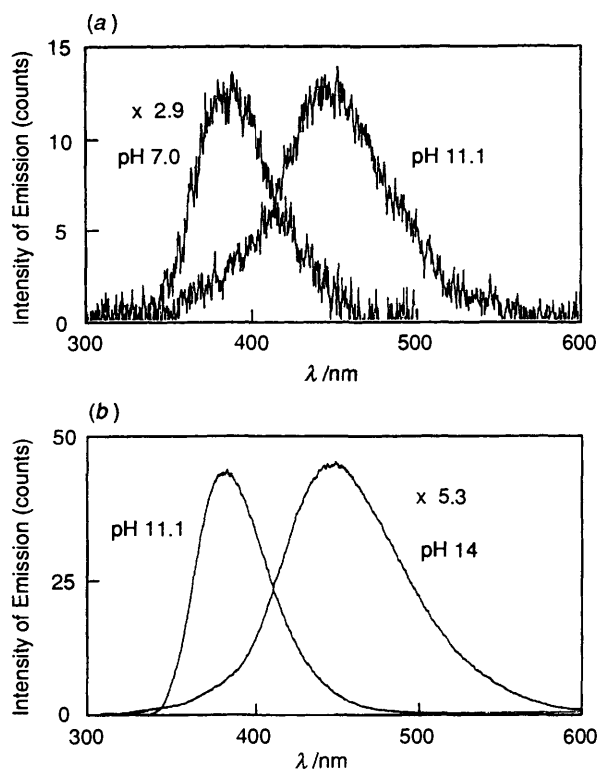 (a)
Intensity of Emission (counts)
15
10
5
0
x 2.9
pH 7.0
pH 11.1
300
400
500
600
λ /nm
(b)
Intensity of Emission (counts)
50
25
0
pH 11.1
x 5.3
pH 14
300
400
500
600
λ /nm